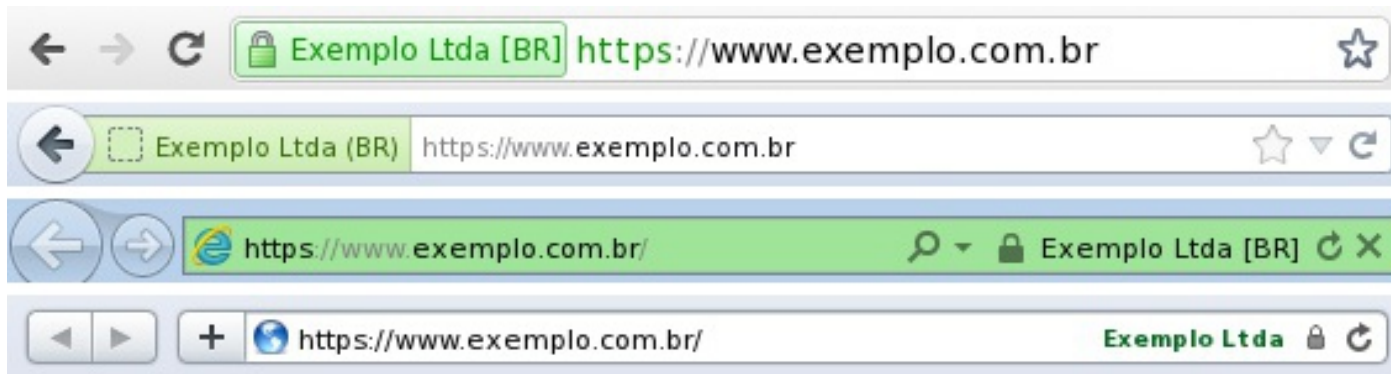 Exemplo Ltda [BR] https://www.exemplo.com.br
Exemplo Ltda (BR) https://www.exemplo.com.br
https://www.exemplo.com.br/ Exemplo Ltda [BR]
https://www.exemplo.com.br/ Exemplo Ltda